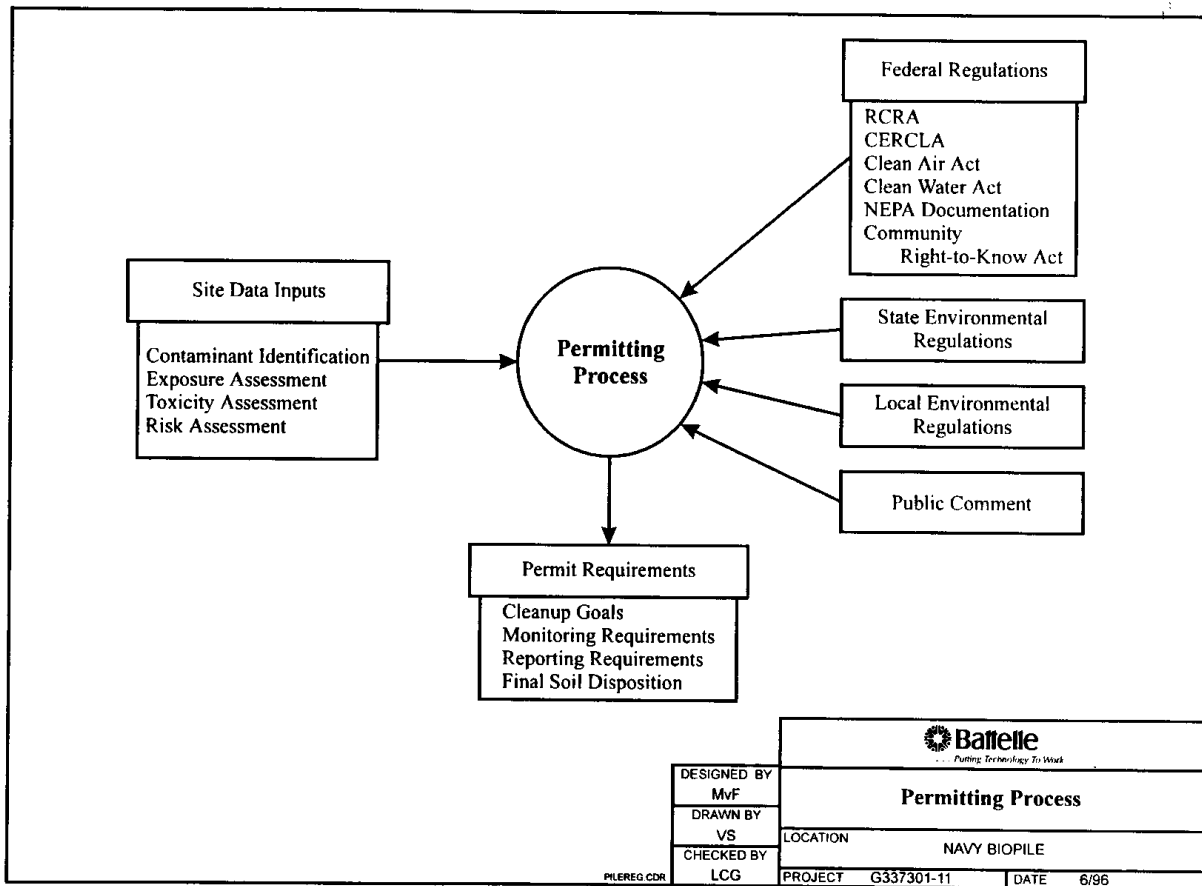 Federal Regulations
RCRA
CERCLA
Clean Air Act
Clean Water Act
NEPA Documentation
Community
Right-to-Know Act
Site Data Inputs
Contaminant Identification
Exposure Assessment
Toxicity Assessment
Risk Assessment
Permitting
Process
State Environmental
Regulations
Local Environmental
Regulations
Public Comment
Permit Requirements
Cleanup Goals
Monitoring Requirements
Reporting Requirements
Final Soil Disposition
Battelle
. . . Putting Technology To Work
DESIGNED BY
MvF
Permitting Process
DRAWN BY
VS
LOCATION
NAVY BIOPILE
CHECKED BY
LCG
PILEREG.CDR
PROJECT G337301-11
DATE 6/96